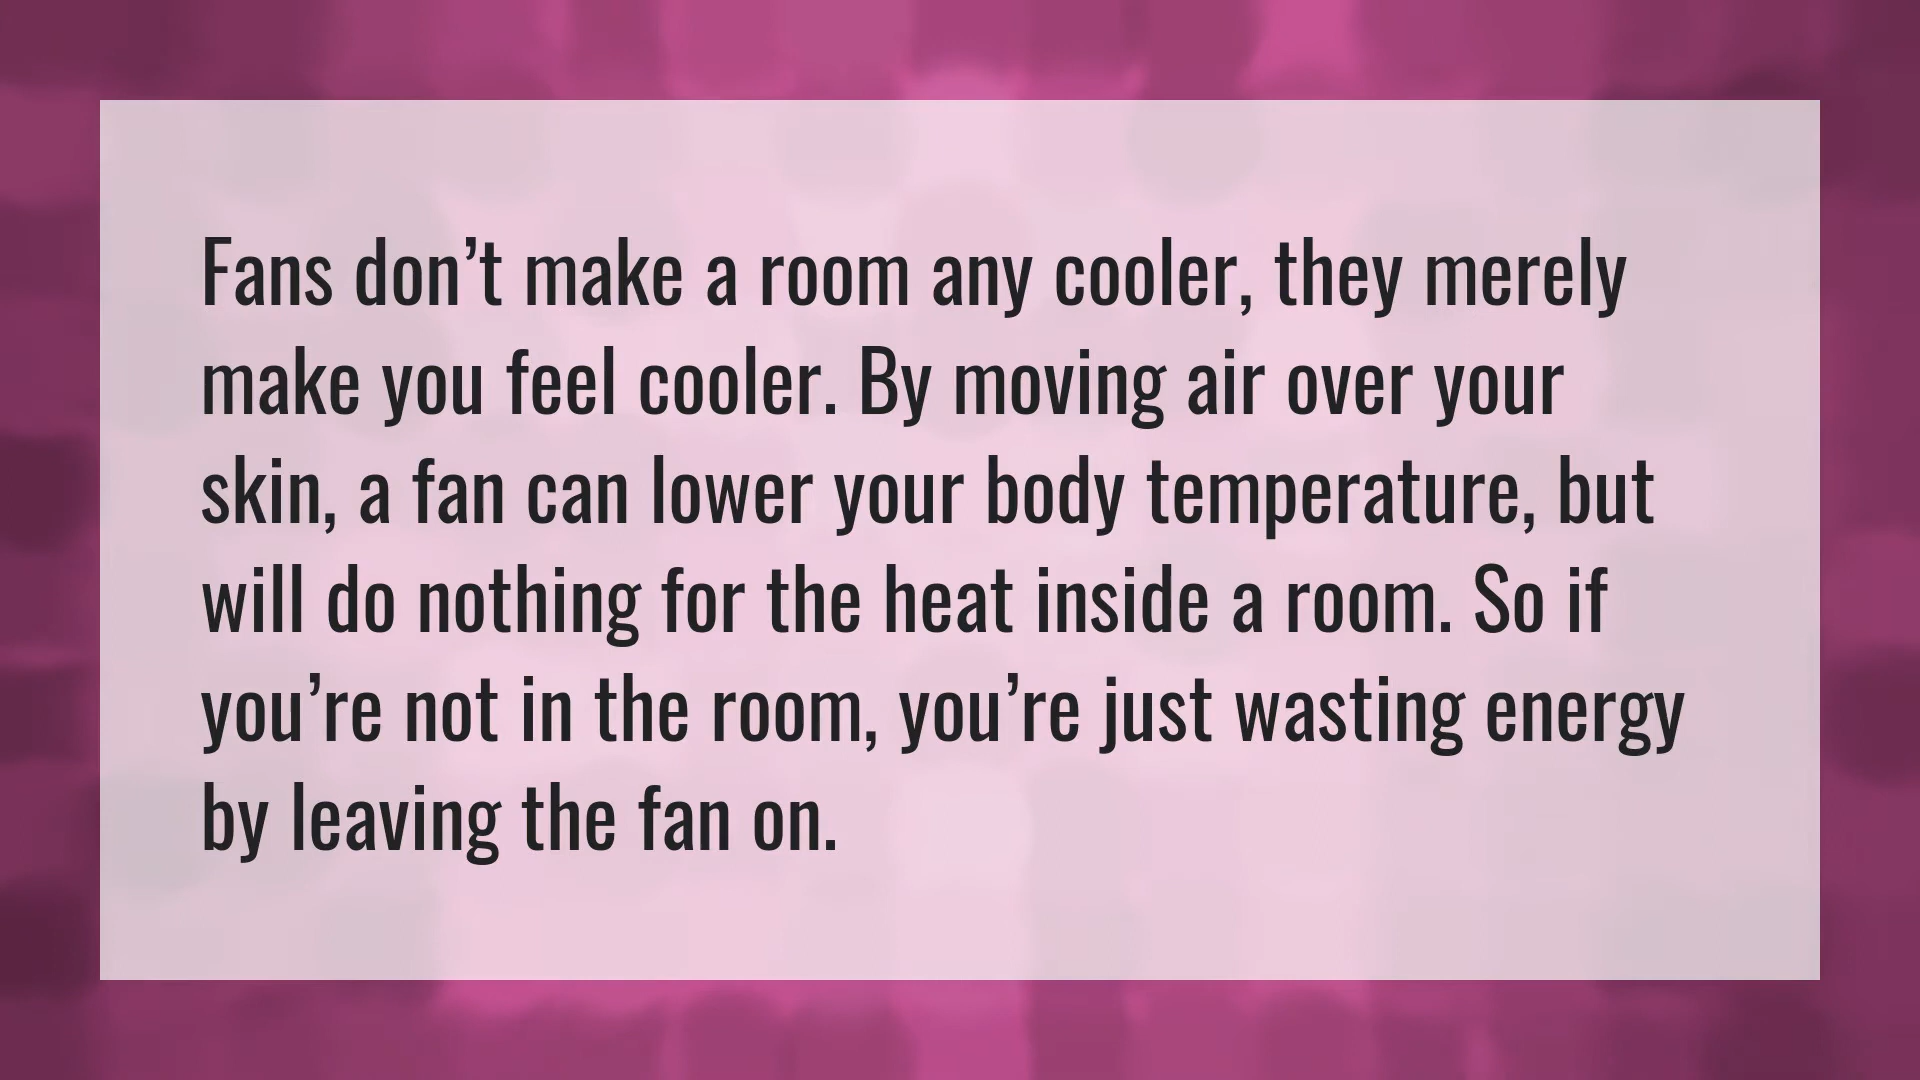 Fans don’t make a room any cooler, they merely
make you feel cooler. By moving air over your
skin, a fan can lower your body temperature, but
will do nothing for the heat inside a room. So if
you’re not in the room, you’re just wasting energy
by leaving the fan on.